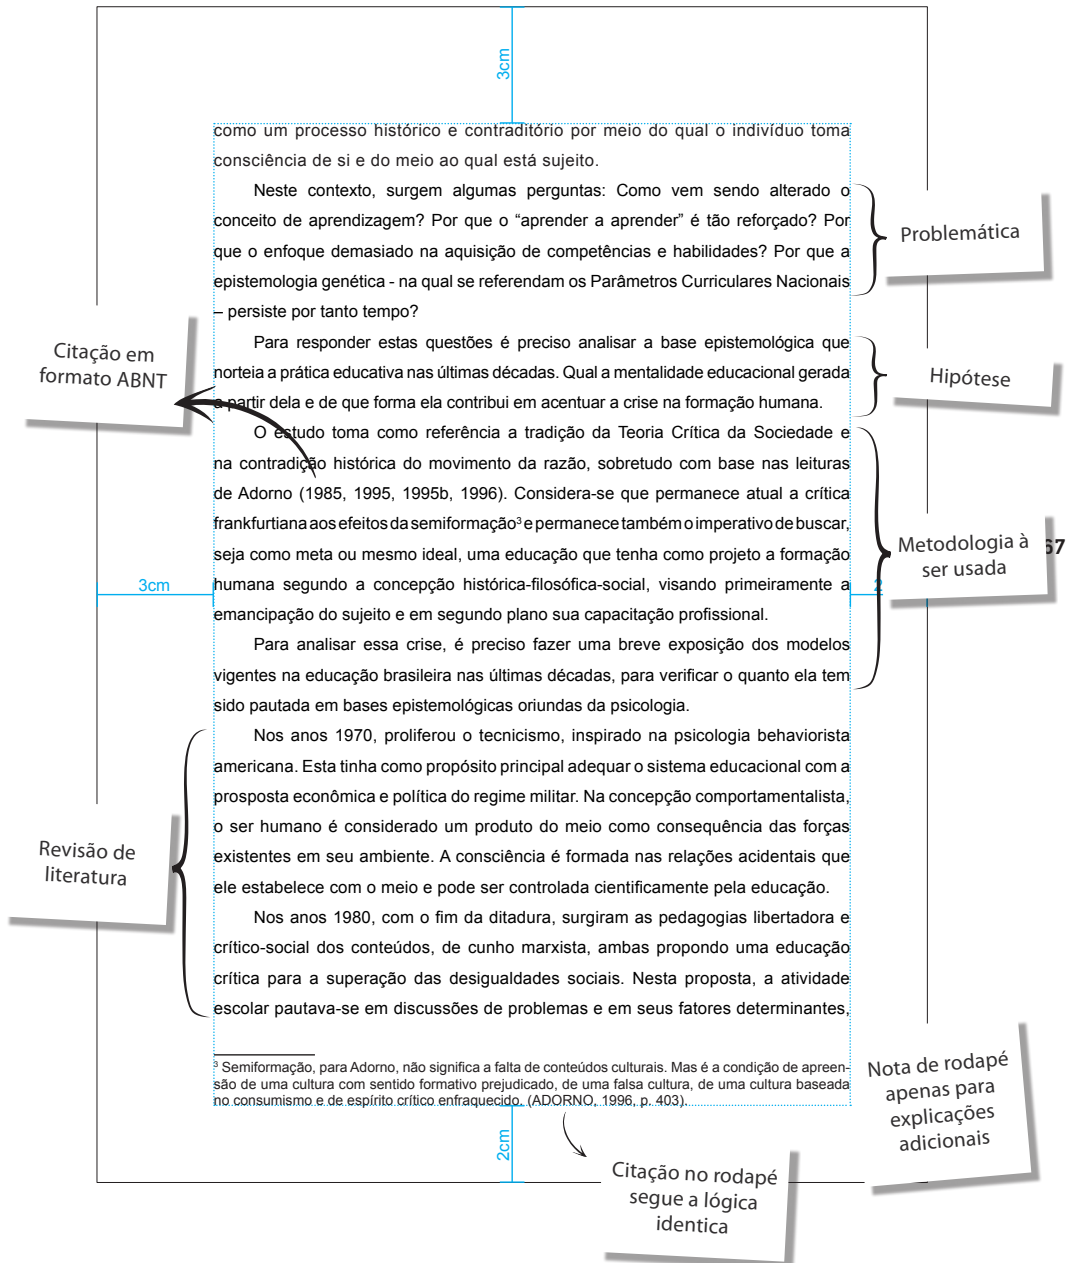 3cm
como um processo histórico e contraditório por meio do qual o indivíduo toma
consciência de si e do meio ao qual está sujeito.
Neste contexto, surgem algumas perguntas: Como vem sendo alterado o
conceito de aprendizagem? Por que o “aprender a aprender” é tão reforçado? Por
que o enfoque demasiado na aquisição de competências e habilidades? Por que a
epistemologia genética - na qual se referendam os Parâmetros Curriculares Nacionais
– persiste por tanto tempo?
Problemática
Para responder estas questões é preciso analisar a base epistemológica que
norteia a prática educativa nas últimas décadas. Qual a mentalidade educacional gerada
a partir dela e de que forma ela contribui em acentuar a crise na formação humana.
Hipótese
Citação em
formato ABNT
O estudo toma como referência a tradição da Teoria Crítica da Sociedade e
na contradição histórica do movimento da razão, sobretudo com base nas leituras
de Adorno (1985, 1995, 1995b, 1996). Considera-se que permanece atual a crítica
frankfurtiana aos efeitos da semiformação³ e permanece também o imperativo de buscar,
seja como meta ou mesmo ideal, uma educação que tenha como projeto a formação
humana segundo a concepção histórica-filosófica-social, visando primeiramente a
emancipação do sujeito e em segundo plano sua capacitação profissional.
Para analisar essa crise, é preciso fazer uma breve exposição dos modelos
vigentes na educação brasileira nas últimas décadas, para verificar o quanto ela tem
sido pautada em bases epistemológicas oriundas da psicologia.
Metodologia à
ser usada
67
3cm
2
Nos anos 1970, proliferou o tecnicismo, inspirado na psicologia behaviorista
americana. Esta tinha como propósito principal adequar o sistema educacional com a
prosposta econômica e política do regime militar. Na concepção comportamentalista,
o ser humano é considerado um produto do meio como consequência das forças
existentes em seu ambiente. A consciência é formada nas relações acidentais que
ele estabelece com o meio e pode ser controlada cientificamente pela educação.
Nos anos 1980, com o fim da ditadura, surgiram as pedagogias libertadora e
crítico-social dos conteúdos, de cunho marxista, ambas propondo uma educação
crítica para a superação das desigualdades sociais. Nesta proposta, a atividade
escolar pautava-se em discussões de problemas e em seus fatores determinantes,
Revisão de
literatura
³ Semiformação, para Adorno, não significa a falta de conteúdos culturais. Mas é a condição de apreen-
são de uma cultura com sentido formativo prejudicado, de uma falsa cultura, de uma cultura baseada
no consumismo e de espírito crítico enfraquecido. (ADORNO, 1996, p. 403).
Nota de rodapé
apenas para
explicações
adicionais
2cm
Citação no rodapé
segue a lógica
identica